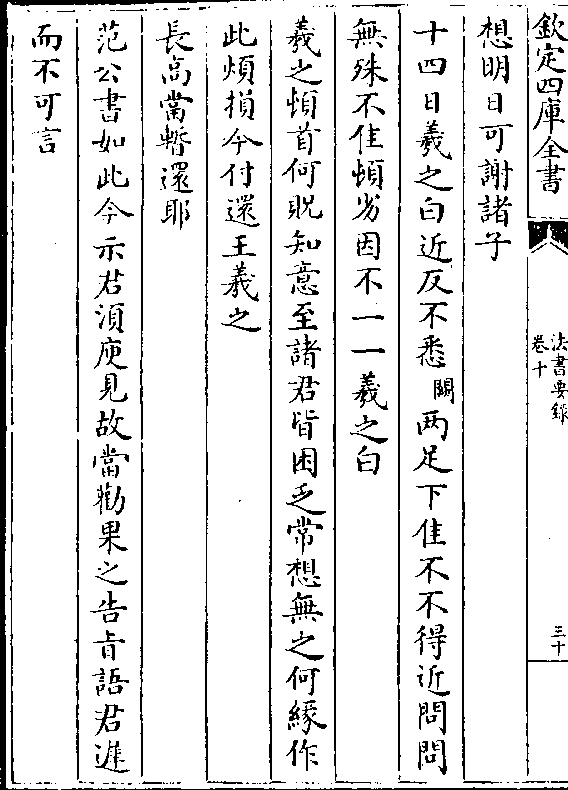 欽定四庫全書
法書要錄
卷十
三十
想明日可謝諸子
十四日羲之白近反不悉闕两足下佳不不得近問問
無殊不佳頓劣因不一一羲之白
羲之頓首何貺知意至諸君皆困乏常想無之何緣作
此煩損今付還王羲之
長高當暫還耶
范公書如此今示君須庾見故當勸果之告㫖語君進
而不可言